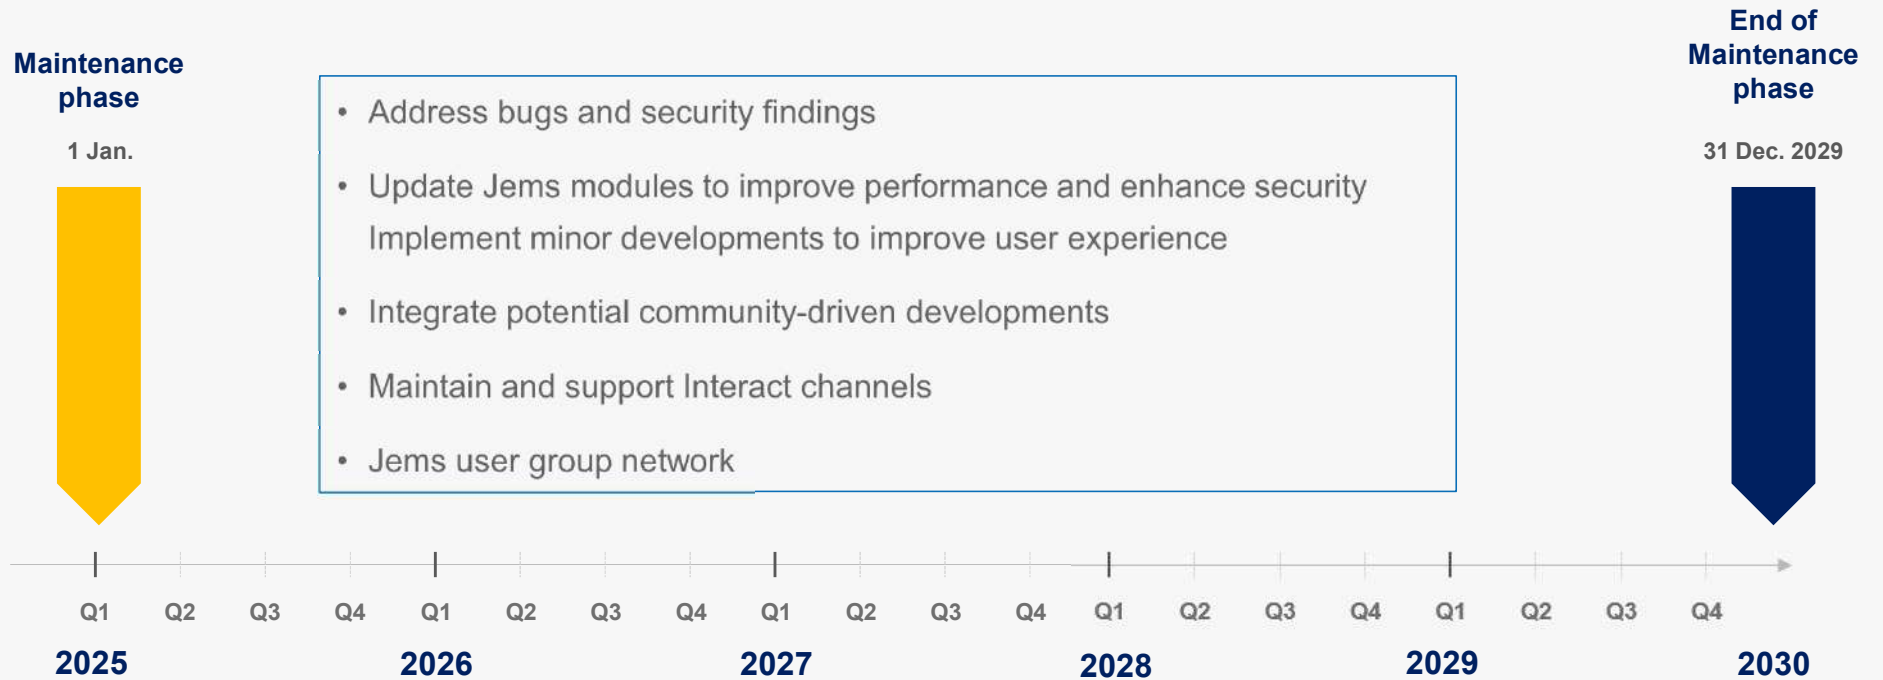 Maintenance
phase
1 Jan.
• Address bugs and security findings
• Update Jems modules to improve performance and enhance security
Implement minor developments to improve user experience
• Integrate potential community-driven developments
• Maintain and support Interact channels
• Jems user group network
End of
Maintenance
phase
31 Dec. 2029
Q1 Q2 Q3 Q4 Q1 Q2 Q3 Q4 Q1 Q2 Q3 Q4 Q1 Q2 Q3 Q4 Q1 Q2 Q3 Q4
2025 2026 2027 2028 2029 2030